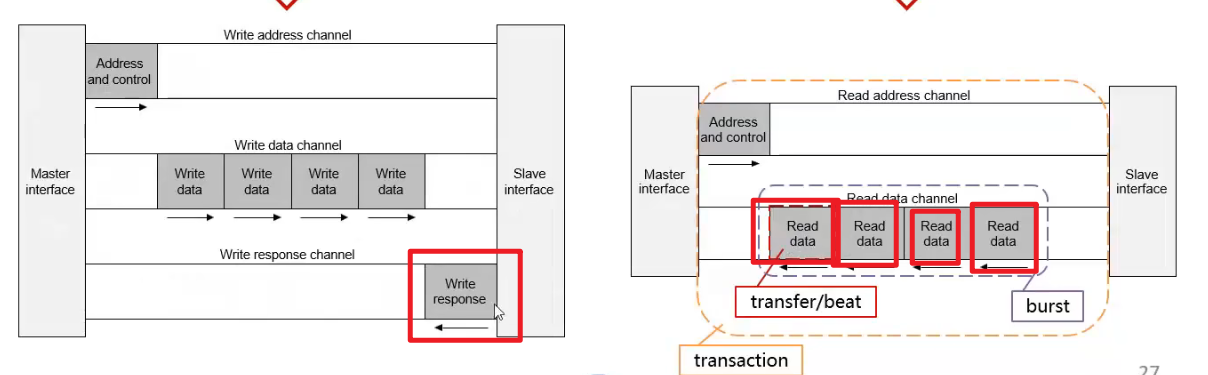 Write address channel
Address
and control
Write data channel
Master
interface
Write
data
Write
data
Write
data
Write
data
Slave
interface
Write response channel
Write
response
Read address channel
Address
and control
Master
interface
Slave
interface
Read data channel
Read
data
Read
data
Read
data
Read
data
transfer/beat
burst
transaction
27